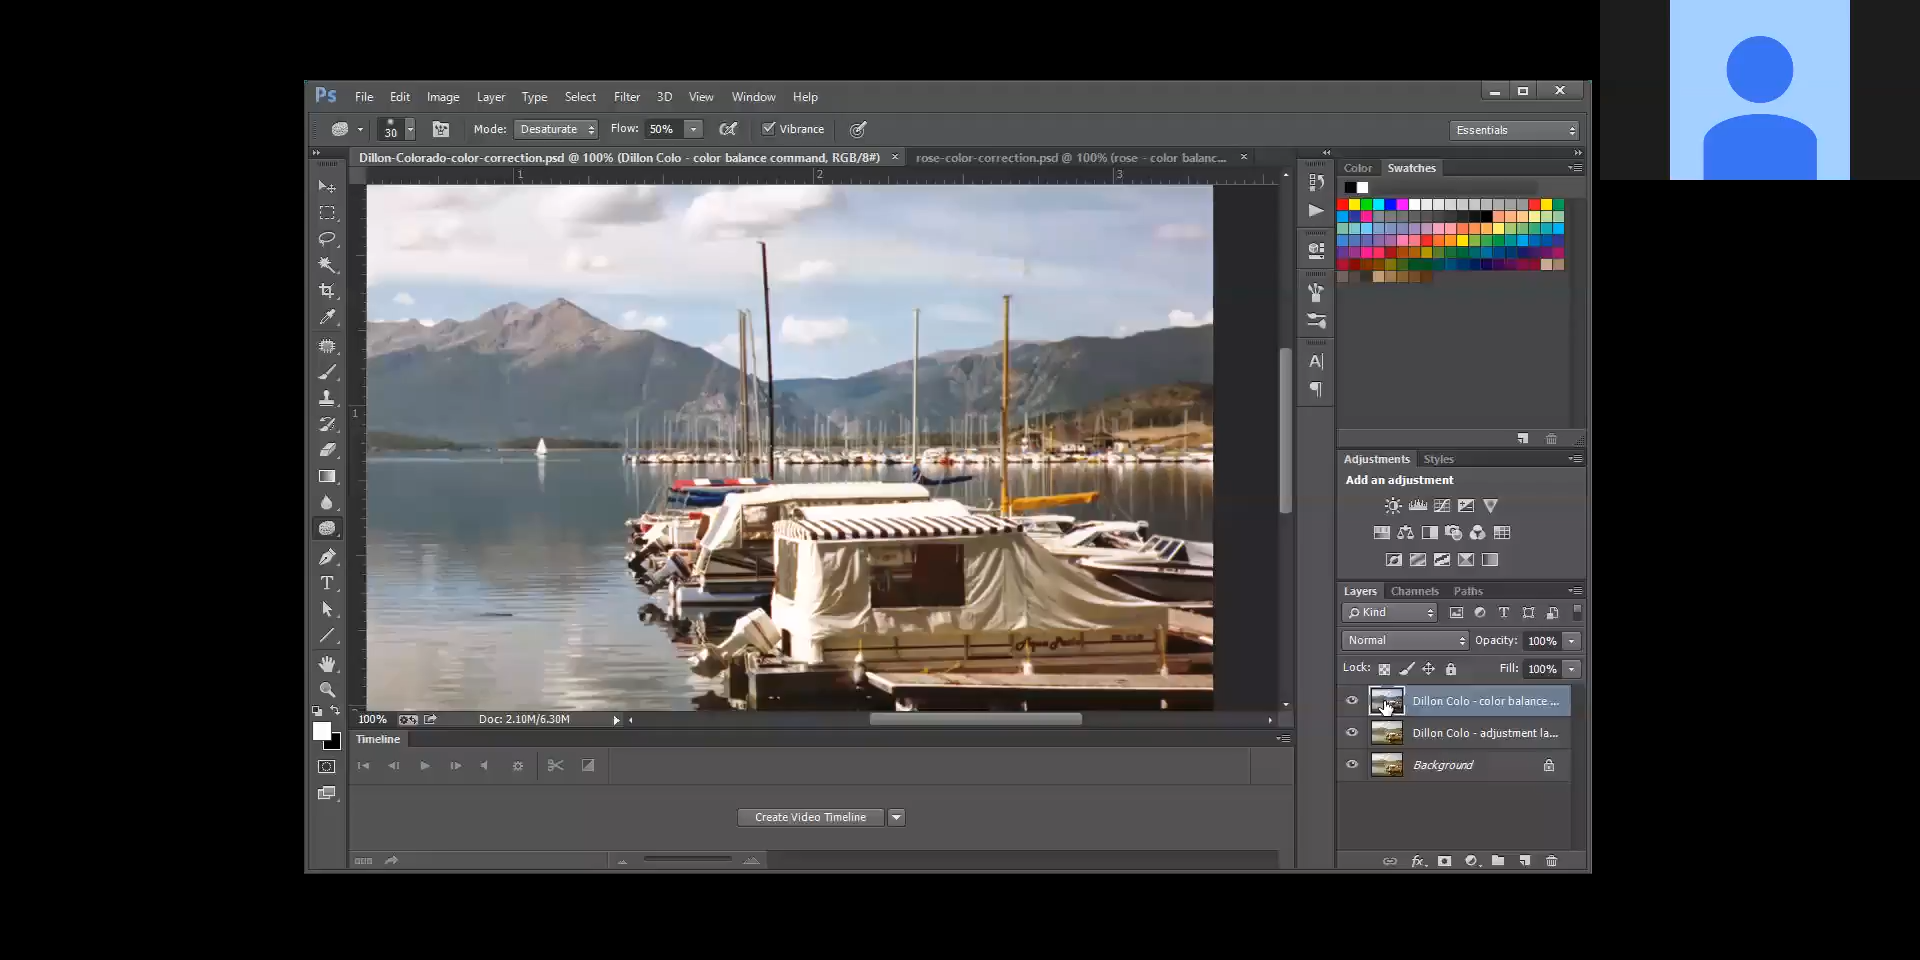 Ps File Edit Image Layer Type Select Filter 3D View Window Help
30 Mode: Desaturate Flow: 50% Vibrance Essentials
Dillon-Colorado-color-correction.psd @ 100% (Dillon Colo - color balance command, RGB/8#) × rose-color-correction.psd @ 100% (rose - color balanc... ×
1 2 3
Color Swatches
1
Adjustments Styles
Add an adjustment
Layers Channels Paths
Kind
Normal Opacity: 100%
Lock: Fill: 100%
Dillon Colo - color balance ...
Dillon Colo - adjustment la...
Background
100% Doc: 2.10M/6.30M
Timeline
Create Video Timeline